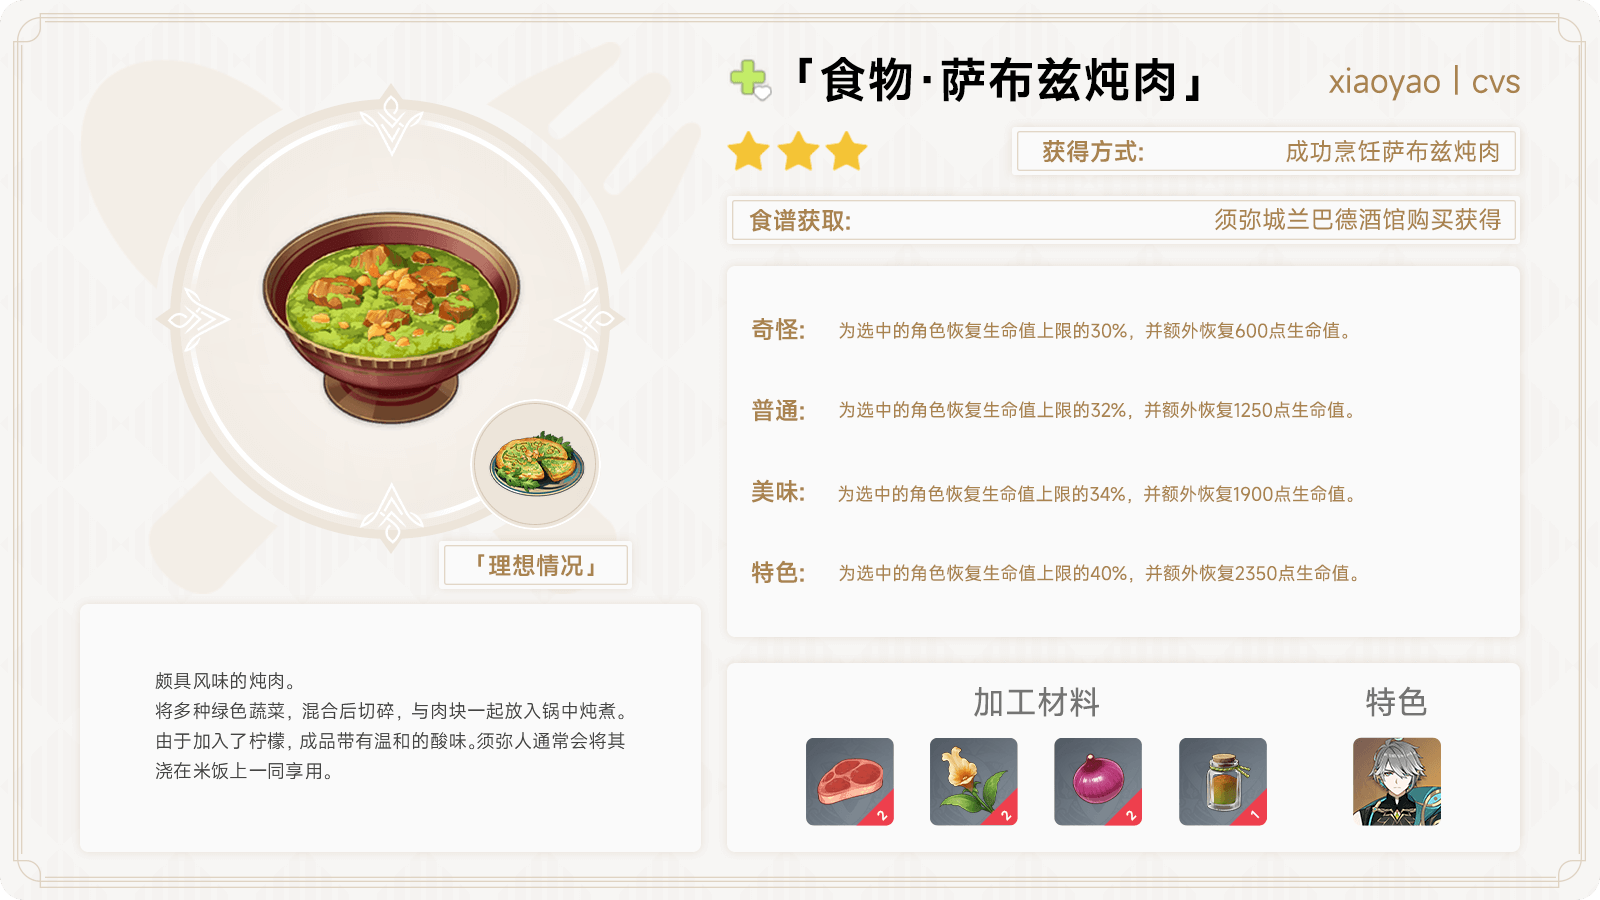 「食物·萨布兹炖肉」
xiaoyao | cvs
获得方式:
成功烹饪萨布兹炖肉
食谱获取:
须弥城兰巴德酒馆购买获得
奇怪:
为选中的角色恢复生命值上限的30%，并额外恢复600点生命值。
普通:
为选中的角色恢复生命值上限的32%，并额外恢复1250点生命值。
美味:
为选中的角色恢复生命值上限的34%，并额外恢复1900点生命值。
特色:
为选中的角色恢复生命值上限的40%，并额外恢复2350点生命值。
「理想情况」
颇具风味的炖肉。
将多种绿色蔬菜，混合后切碎，与肉块一起放入锅中炖煮。
由于加入了柠檬，成品带有温和的酸味。须弥人通常会将其
浇在米饭上一同享用。
加工材料
特色
2
2
2
1